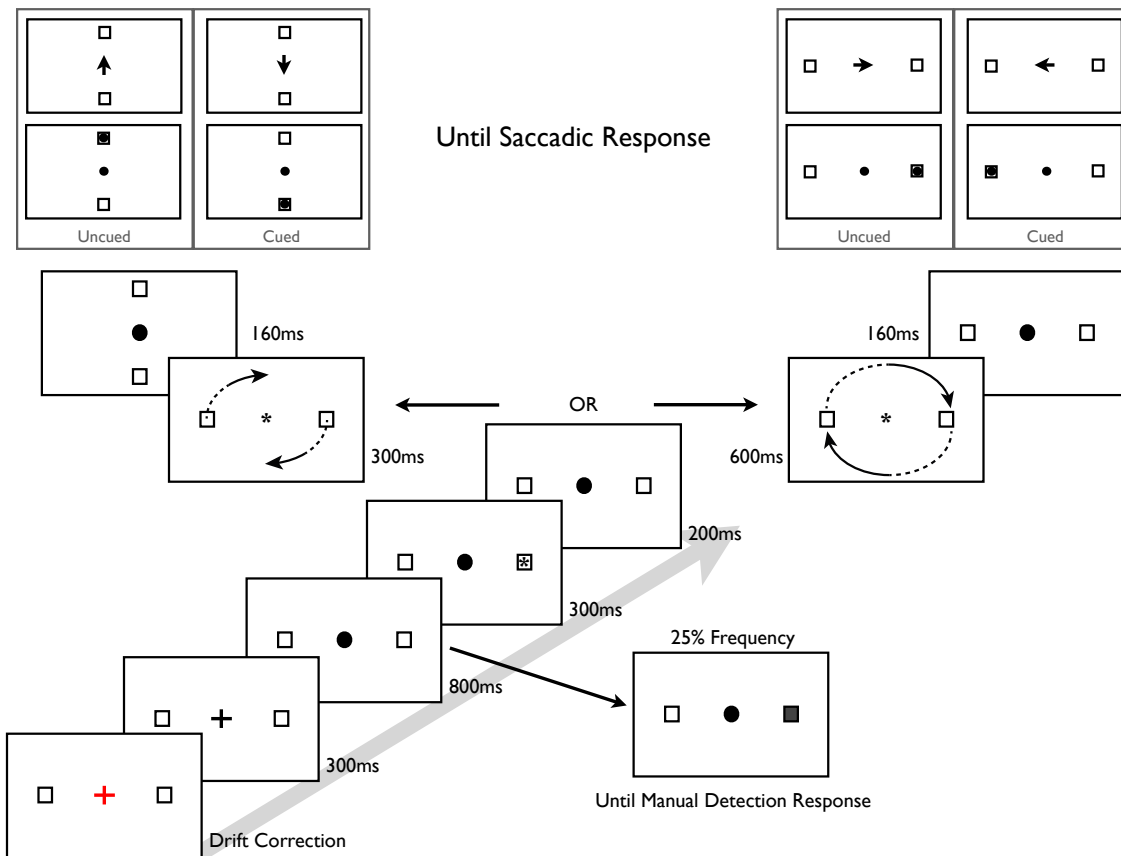 Until Saccadic Response
Uncued
Cued
Uncued
Cued
160ms
160ms
*
*
OR
300ms
600ms
200ms
*
300ms
25% Frequency
800ms
300ms
Until Manual Detection Response
Drift Correction